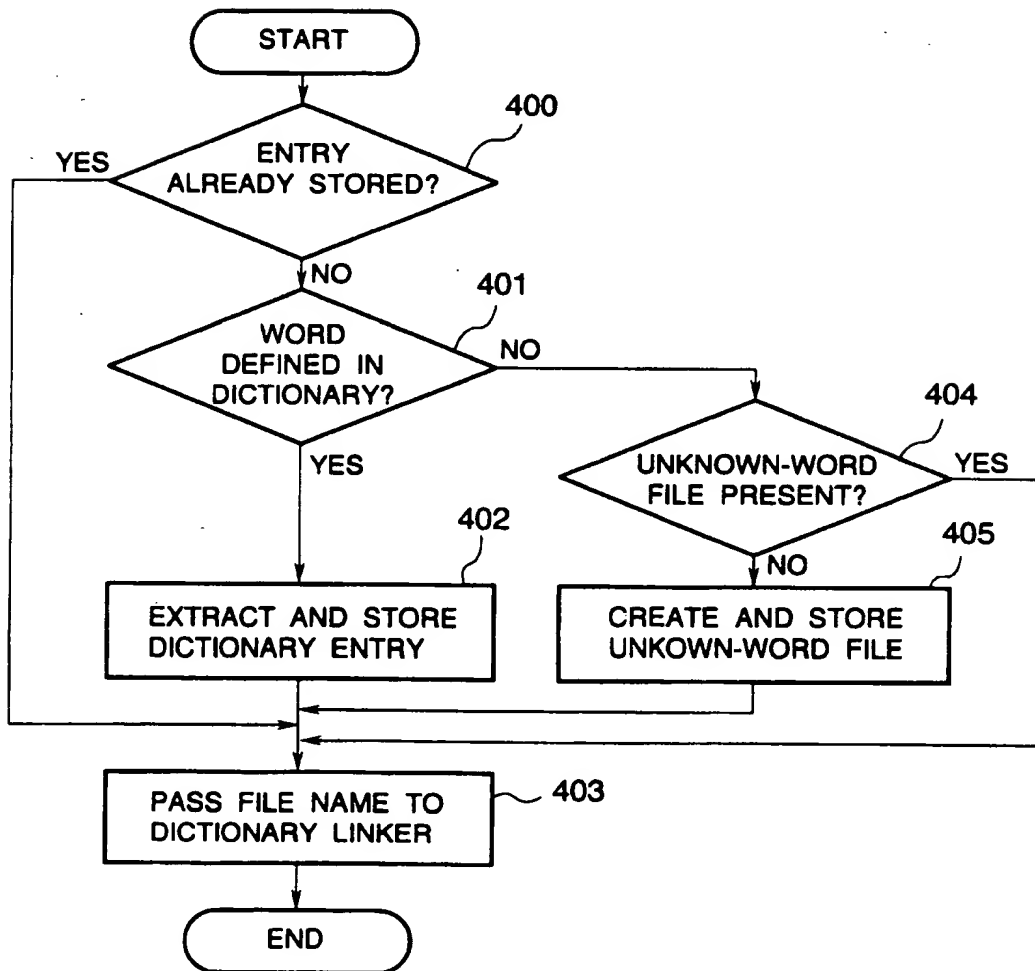 START
400
ENTRY
ALREADY STORED?
YES
NO
401
WORD
DEFINED IN
DICTIONARY?
NO
YES
404
UNKNOWN-WORD
FILE PRESENT?
YES
NO
402
EXTRACT AND STORE
DICTIONARY ENTRY
405
CREATE AND STORE
UNKOWN-WORD FILE
PASS FILE NAME TO
DICTIONARY LINKER
403
END